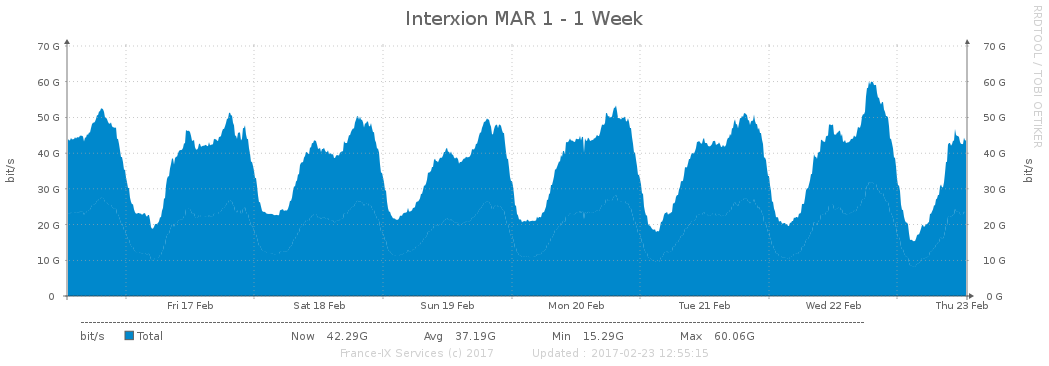 Interxion MAR 1 - 1 Week
RRDTOOL / TOBI OETIKER
70 G 70 G
60 G 60 G
50 G 50 G
40 G 40 G
30 G 30 G
20 G 20 G
10 G 10 G
0 0 G
bit/s
bit/s
Fri 17 Feb Sat 18 Feb Sun 19 Feb Mon 20 Feb Tue 21 Feb Wed 22 Feb Thu 23 Feb
bit/s Total Now 42.29G Avg 37.19G Min 15.29G Max 60.06G
France-IX Services (c) 2017 Updated : 2017-02-23 12:55:15